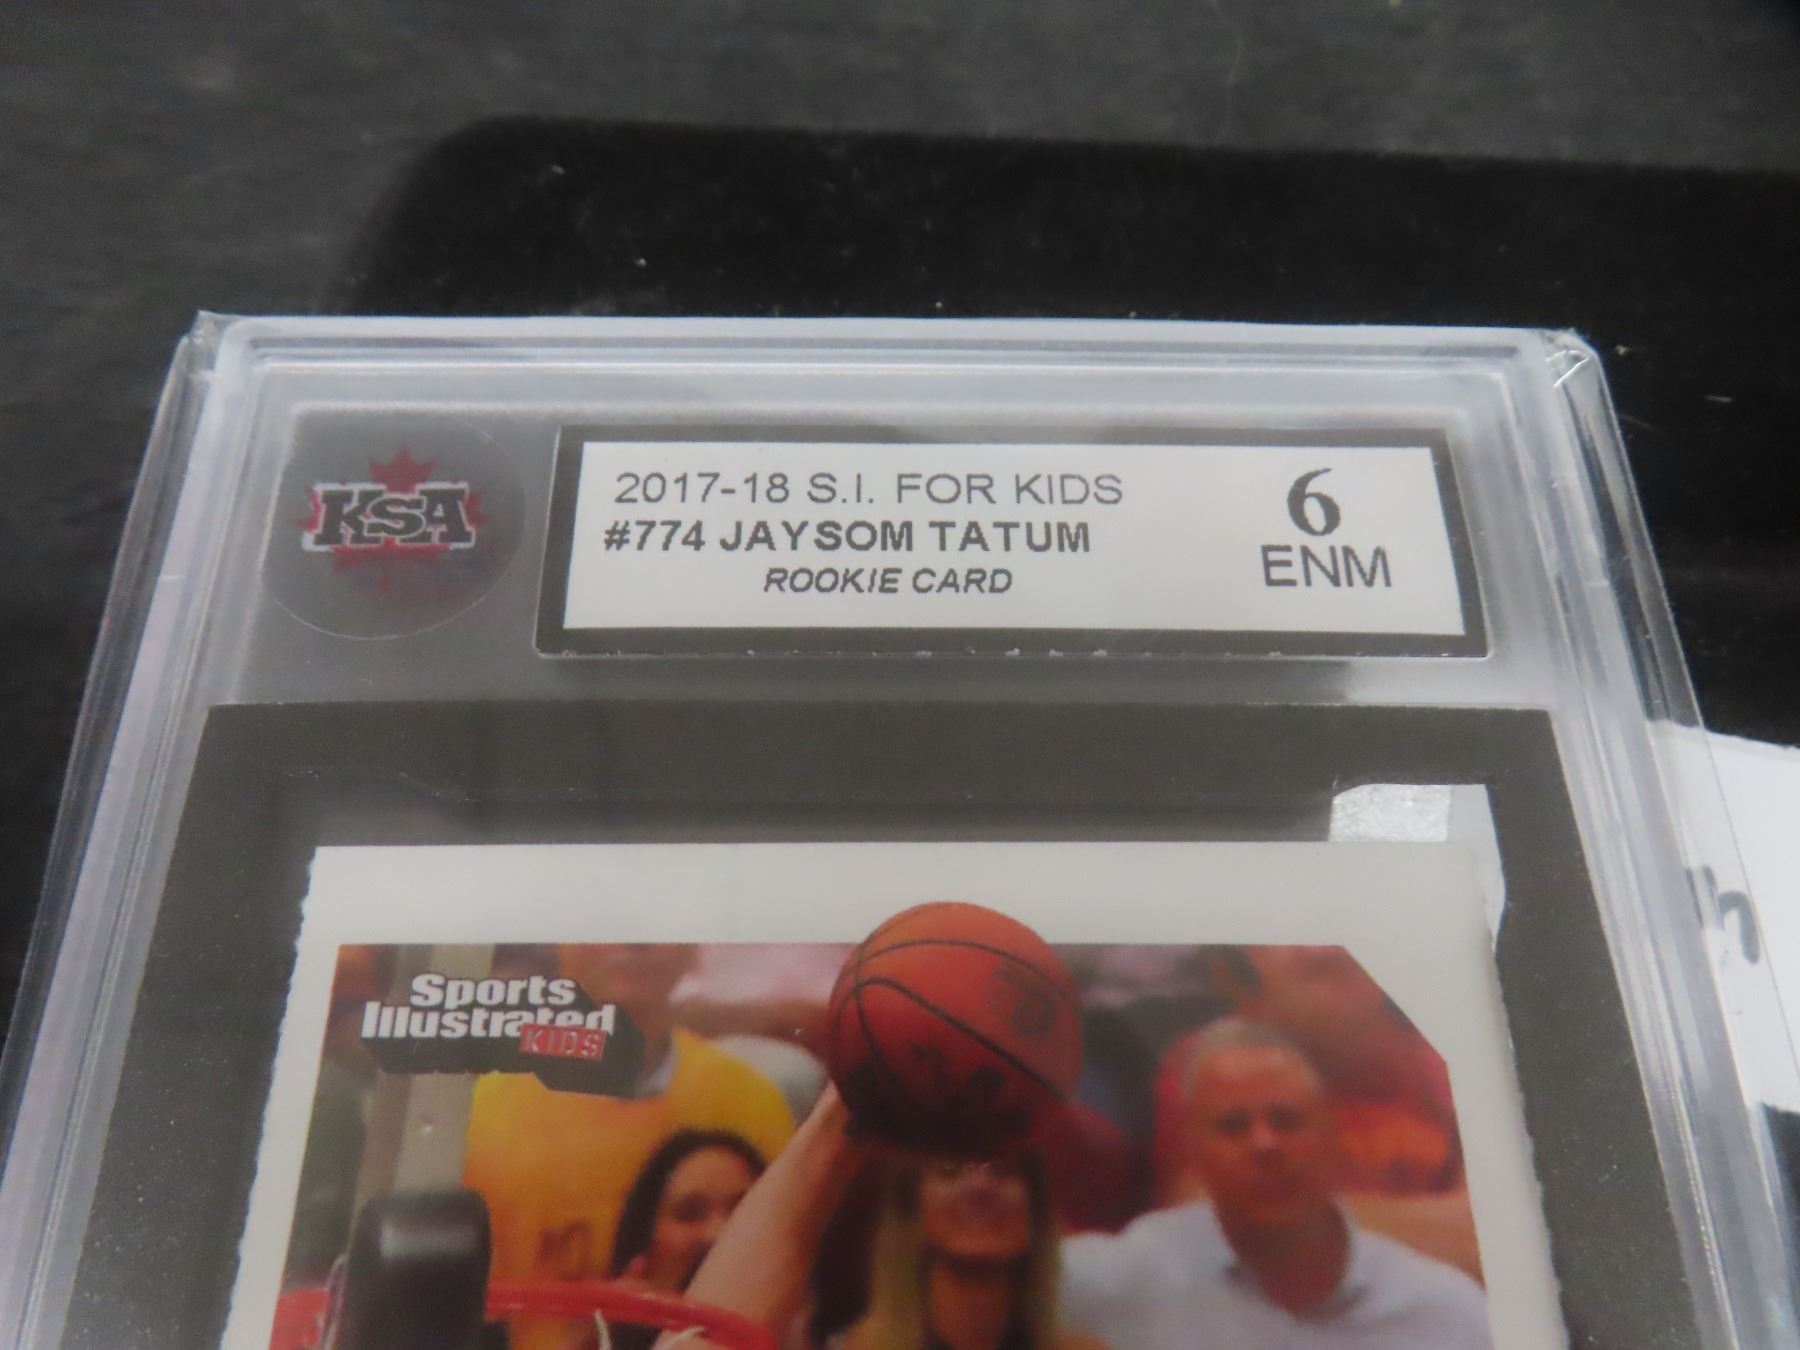 KSA
2017-18 S.I. FOR KIDS
#774 JAYSOM TATUM
ROOKIE CARD
6
ENM
Sports
Illustrated
KIDS